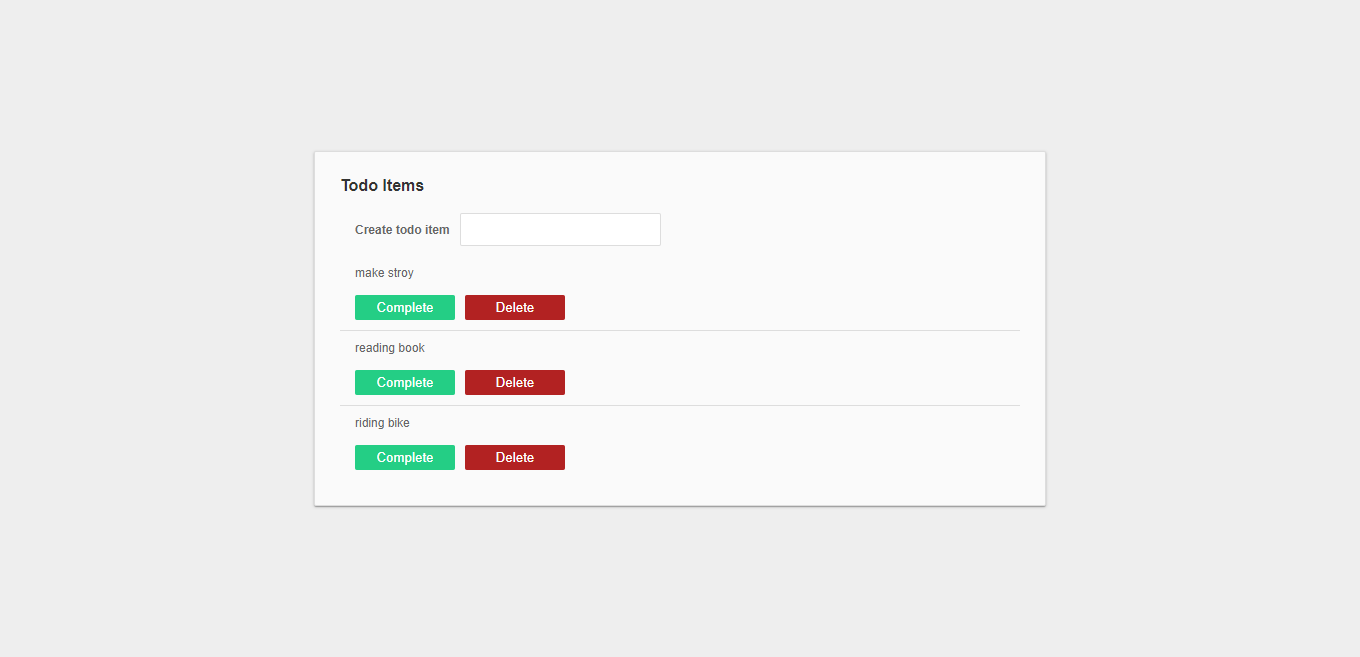 Todo Items
Create todo item
make stroy
Complete Delete
reading book
Complete Delete
riding bike
Complete Delete